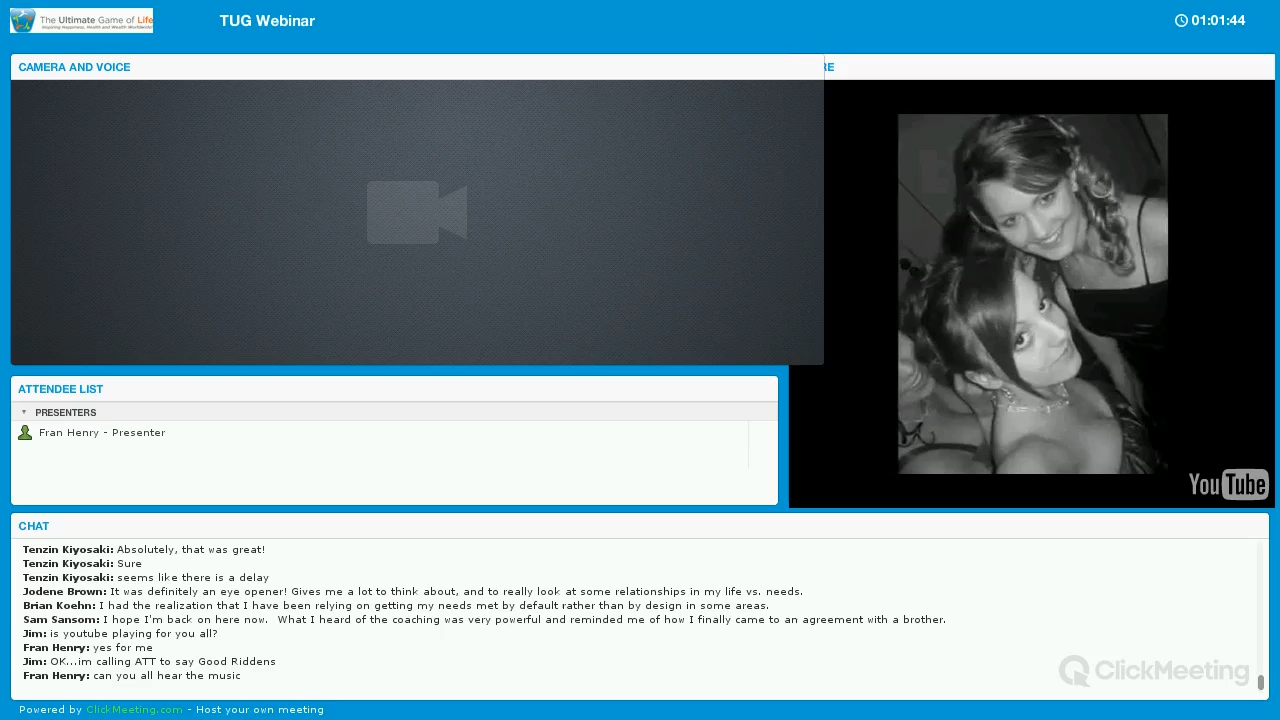 The Ultimate Game of Life
Inspiring Happiness, Health and Wealth Worldwide!
TUG Webinar
01:01:44
CAMERA AND VOICE
RE
ATTENDEE LIST
PRESENTERS
Fran Henry - Presenter
YouTube
CHAT
Tenzin Kiyosaki: Absolutely, that was great!
Tenzin Kiyosaki: Sure
Tenzin Kiyosaki: seems like there is a delay
Jodene Brown: It was definitely an eye opener! Gives me a lot to think about, and to really look at some relationships in my life vs. needs.
Brian Koehn: I had the realization that I have been relying on getting my needs met by default rather than by design in some areas.
Sam Sansom: I hope I'm back on here now.  What I heard of the coaching was very powerful and reminded me of how I finally came to an agreement with a brother.
Jim: is youtube playing for you all?
Fran Henry: yes for me
Jim: OK...im calling ATT to say Good Riddens
Fran Henry: can you all hear the music
ClickMeeting
Powered by ClickMeeting.com - Host your own meeting